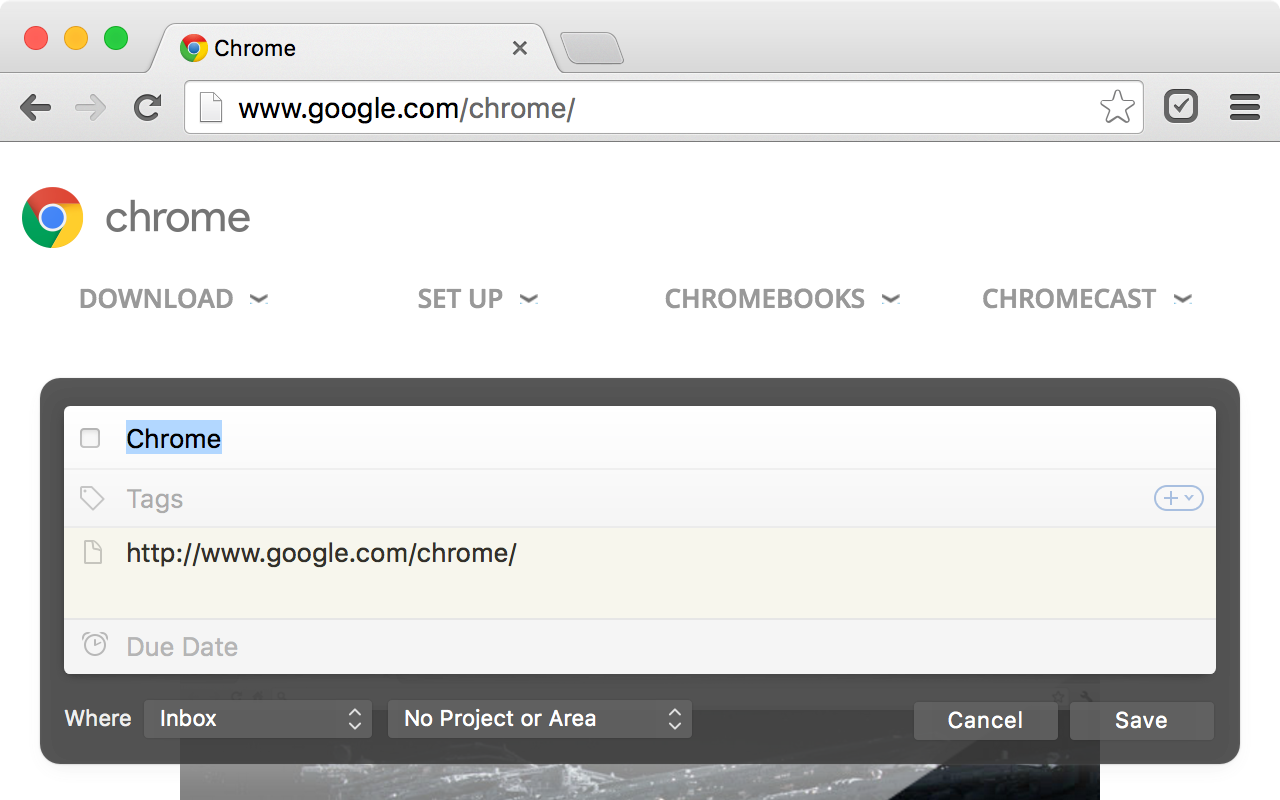 Chrome
www.google.com/chrome/
chrome
DOWNLOAD SET UP CHROMEBOOKS CHROMECAST
Chrome
Tags
http://www.google.com/chrome/
Due Date
Where Inbox No Project or Area Cancel Save